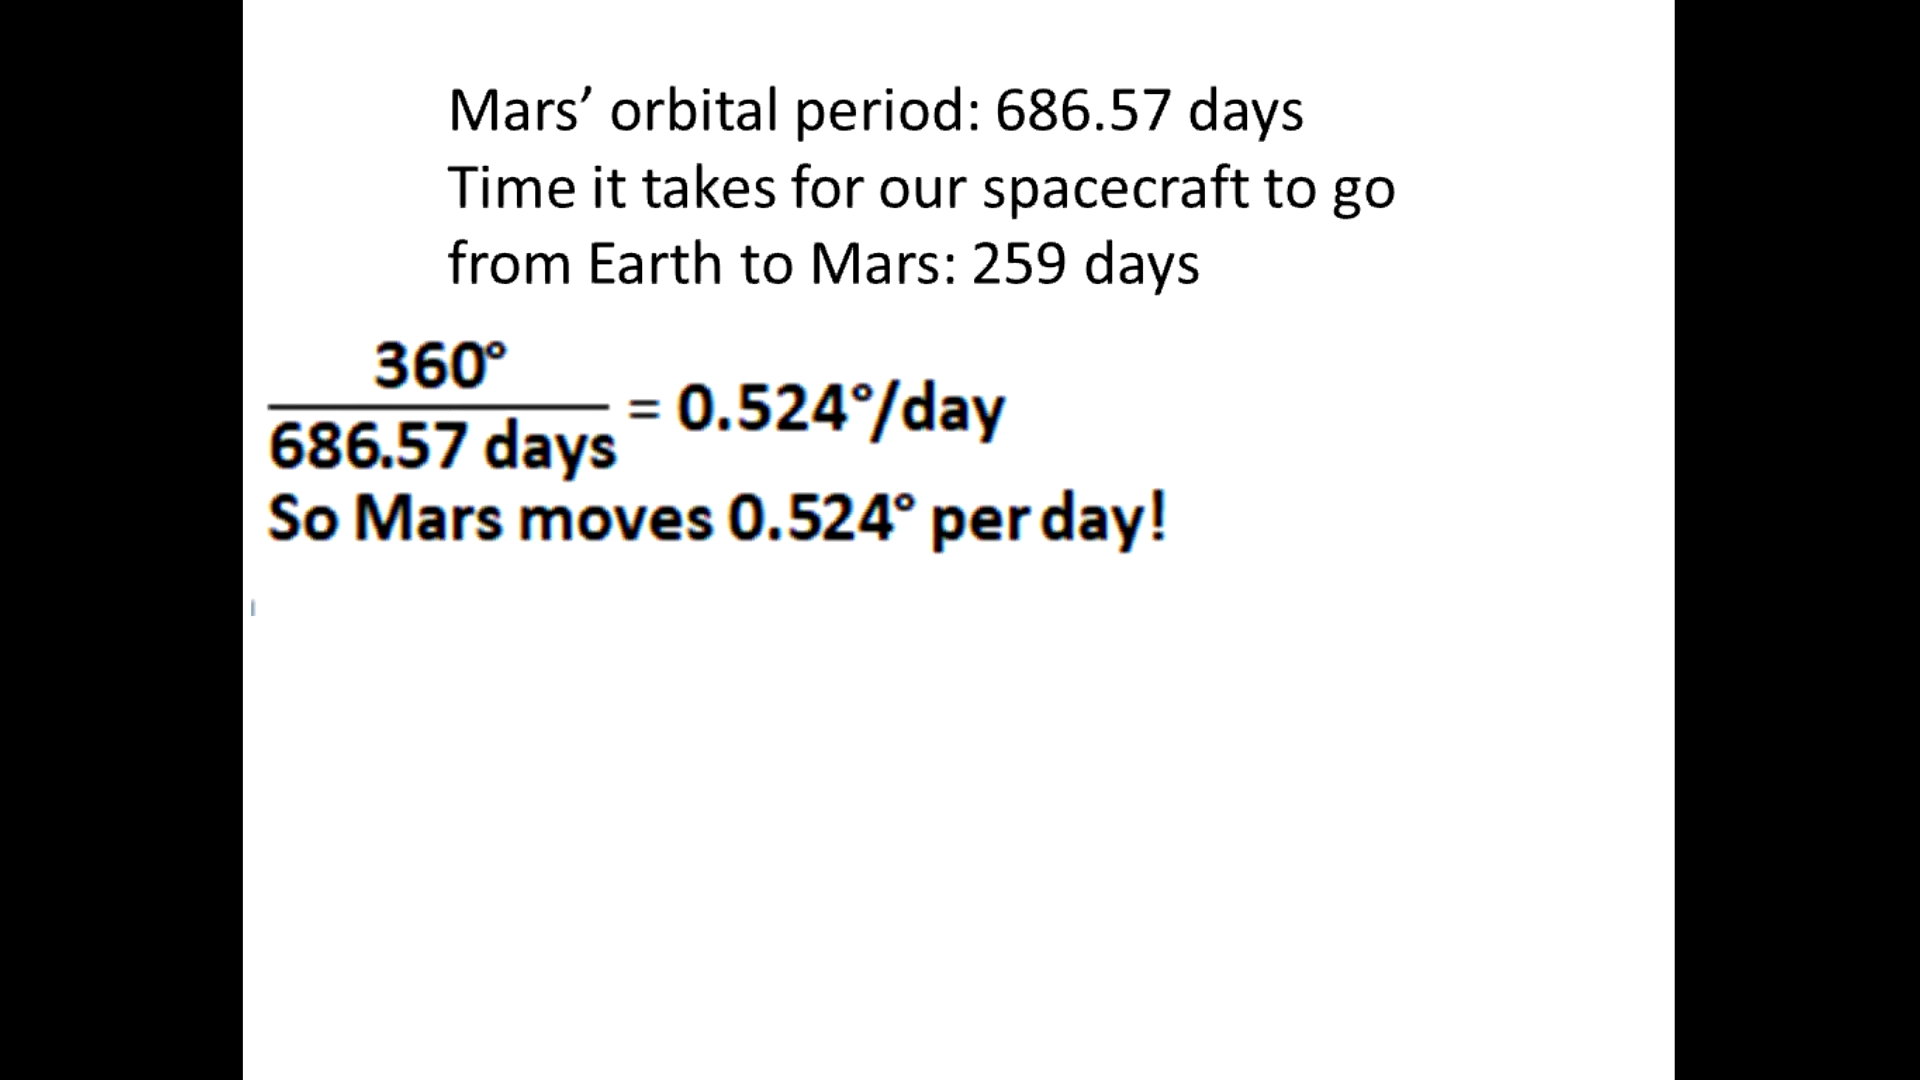 Mars’ orbital period: 686.57 days
Time it takes for our spacecraft to go
from Earth to Mars: 259 days
360°
686.57 days
= 0.524°/day
So Mars moves 0.524° per day!